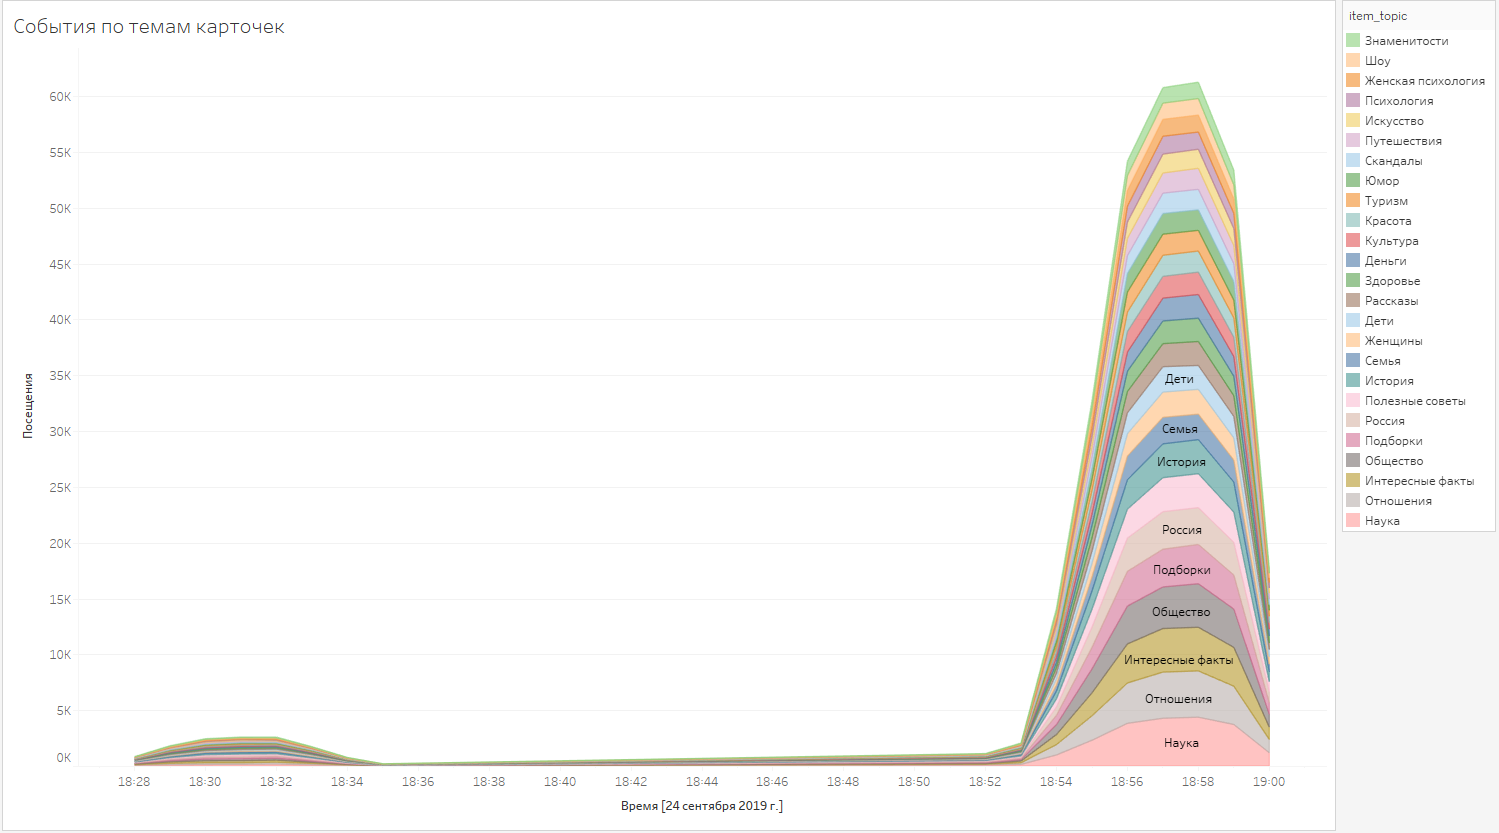 События по темам карточек
60K
55K
50K
45K
40K
35K
30K
25K
20K
15K
10K
5K
0K
Посещения
Дети
Семья
История
Россия
Подборки
Общество
Интересные факты
Отношения
Наука
18:28 18:30 18:32 18:34 18:36 18:38 18:40 18:42 18:44 18:46 18:48 18:50 18:52 18:54 18:56 18:58 19:00
Время [24 сентября 2019 г.]
item_topic
Знаменитости
Шоу
Женская психология
Психология
Искусство
Путешествия
Скандалы
Юмор
Туризм
Красота
Культура
Деньги
Здоровье
Рассказы
Дети
Женщины
Семья
История
Полезные советы
Россия
Подборки
Общество
Интересные факты
Отношения
Наука